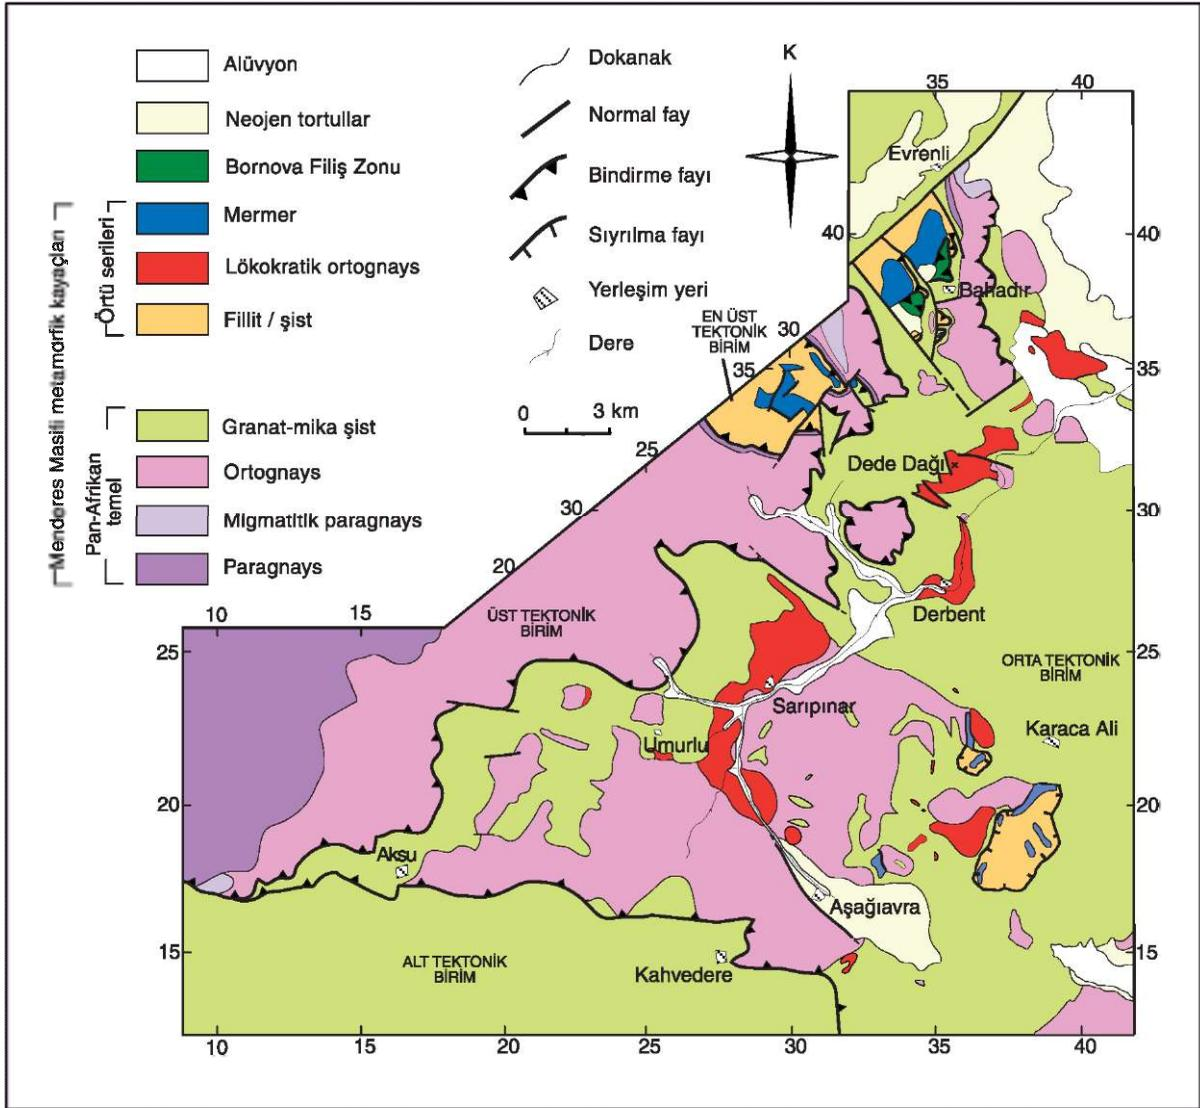 Alüvyon
Neojen tortullar
Bornova Filiş Zonu
Mermer
Lökokratik ortognays
Fillit / şist
Granat-mika şist
Ortognays
Migmatitik paragnays
Paragnays
Menderes Masifi metamorfik kayaçları
Örtü serileri
Pan-Afrikan
temel
Dokanak
Normal fay
Bindirme fayı
Sıyrılma fayı
Yerleşim yeri
Dere
0 3 km
K
35 40
Evrenli
40 40
Bahadır
EN ÜST
TEKTONİK
BİRİM
30
35 35
25
Dede Dağı
30 30
20
Derbent
10 15
ÜST TEKTONİK
BİRİM
25 25
ORTA TEKTONİK
BİRİM
Sarıpınar
Karaca Ali
Umurlu
20 20
Aksu
Aşağıavra
15 15
ALT TEKTONİK
BİRİM
Kahvedere
10 15 20 25 30 35 40